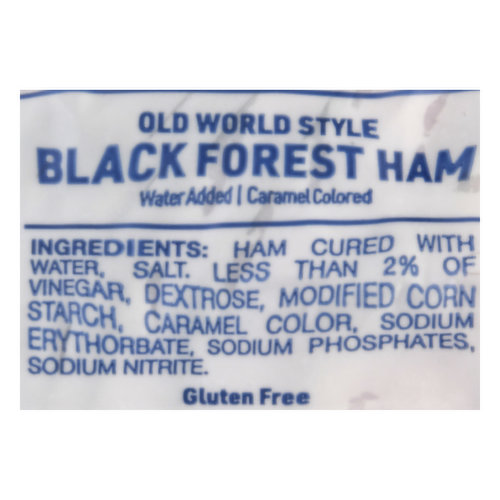 OLD WORLD STYLE
BLACK FOREST HAM
Water Added | Caramel Colored
INGREDIENTS: HAM CURED WITH
WATER, SALT. LESS THAN 2% OF
VINEGAR, DEXTROSE, MODIFIED CORN
STARCH, CARAMEL COLOR, SODIUM
ERYTHORBATE, SODIUM PHOSPHATES,
SODIUM NITRITE.
Gluten Free